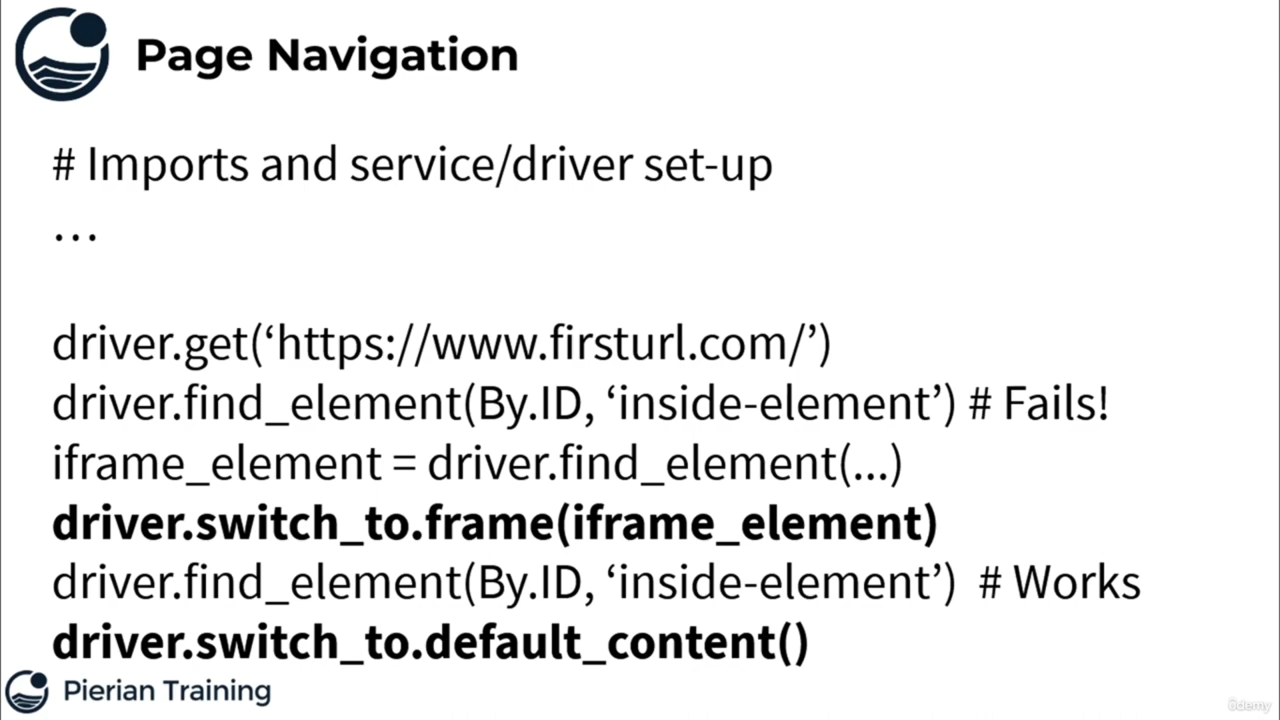 Page Navigation
# Imports and service/driver set-up
…
driver.get(‘https://www.firsturl.com/’)
driver.find_element(By.ID, ‘inside-element’) # Fails!
iframe_element = driver.find_element(...)
driver.switch_to.frame(iframe_element)
driver.find_element(By.ID, ‘inside-element’)  # Works
driver.switch_to.default_content()
Pierian Training
ûdemy